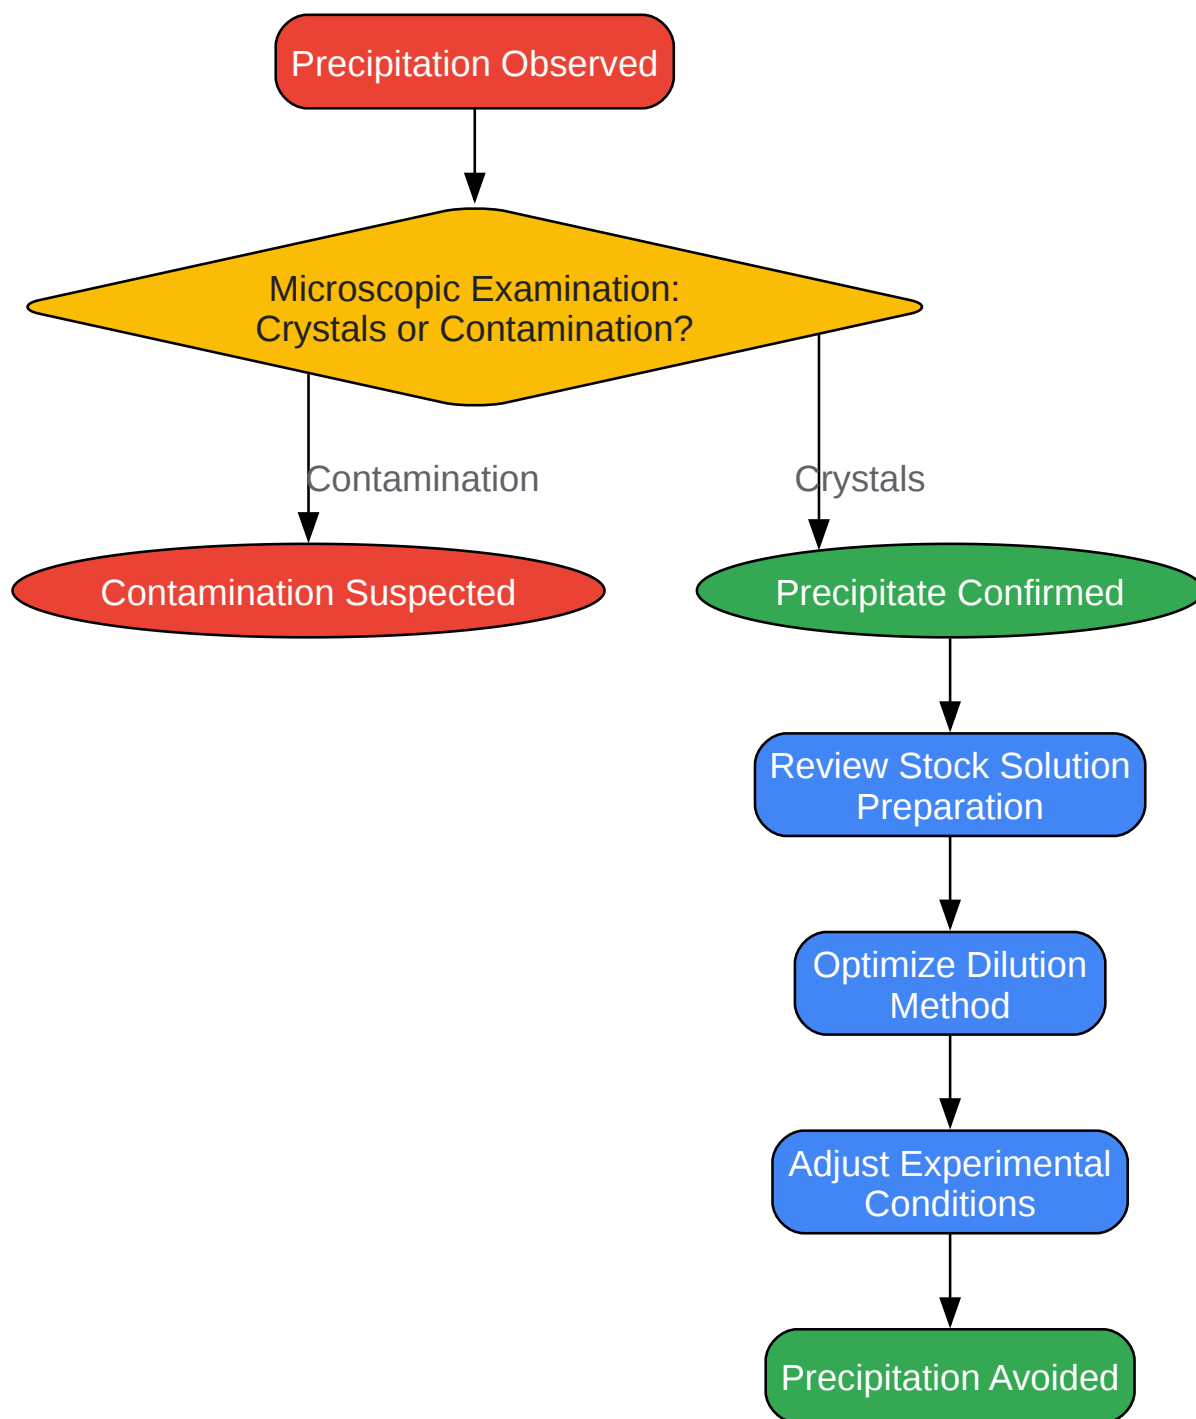 Precipitation Observed
Microscopic Examination:
Crystals or Contamination?
Contamination
Crystals
Contamination Suspected
Precipitate Confirmed
Review Stock Solution
Preparation
Optimize Dilution
Method
Adjust Experimental
Conditions
Precipitation Avoided